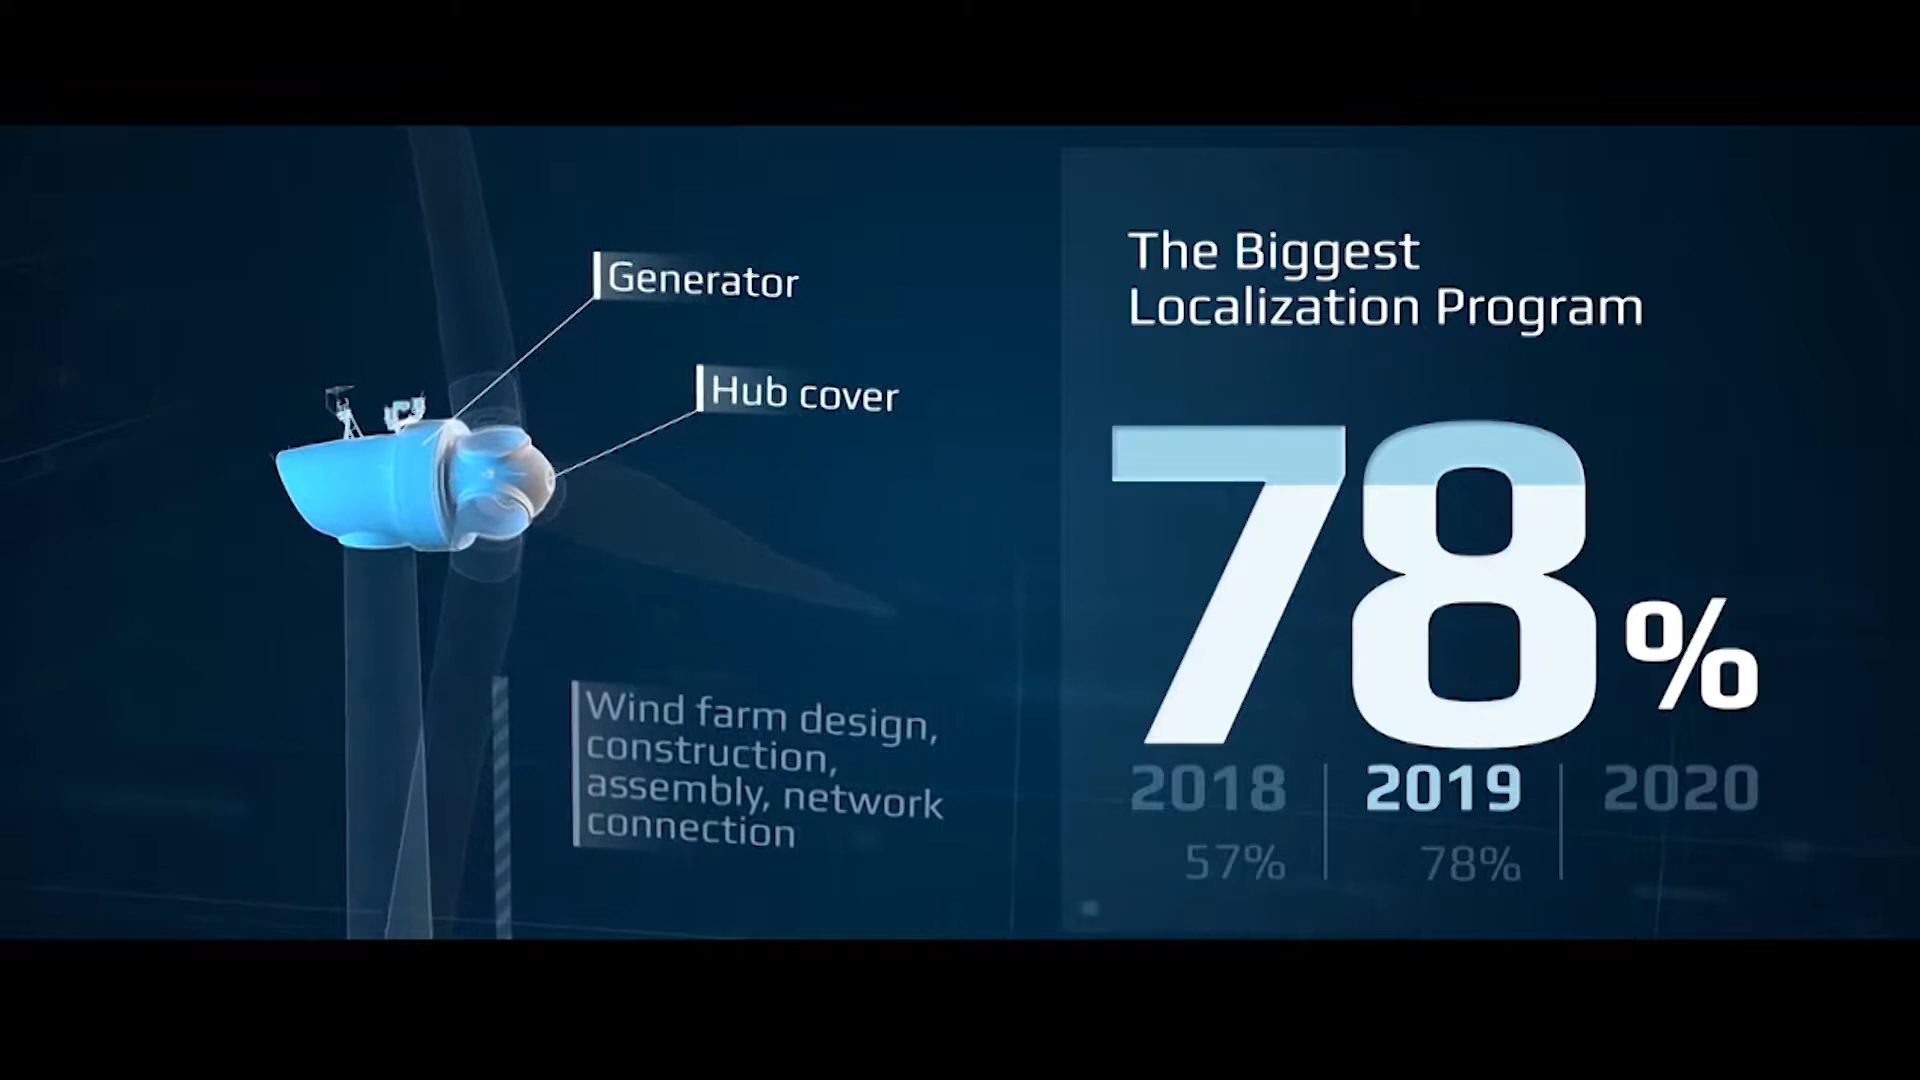 Generator
Hub cover
Wind farm design,
construction,
assembly, network
connection
The Biggest
Localization Program
78%
2018
2019
2020
57%
78%